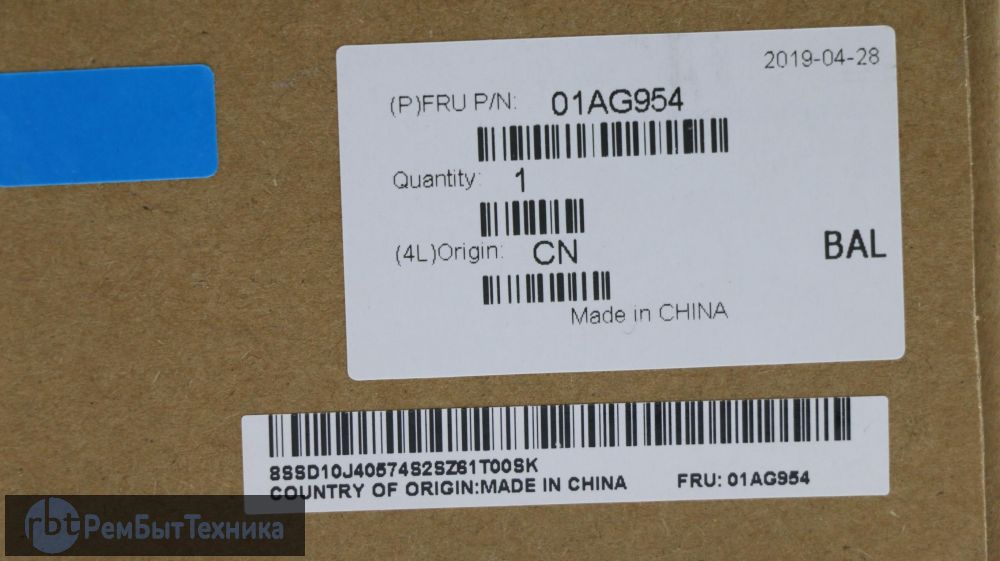 2019-04-28
(P)FRU P/N: 01AG954
Quantity: 1
(4L)Origin: CN
BAL
Made in CHINA
8SSD10J40574S2SZ61T00SK
COUNTRY OF ORIGIN:MADE IN CHINA FRU: 01AG954
rbt РемБытТехника